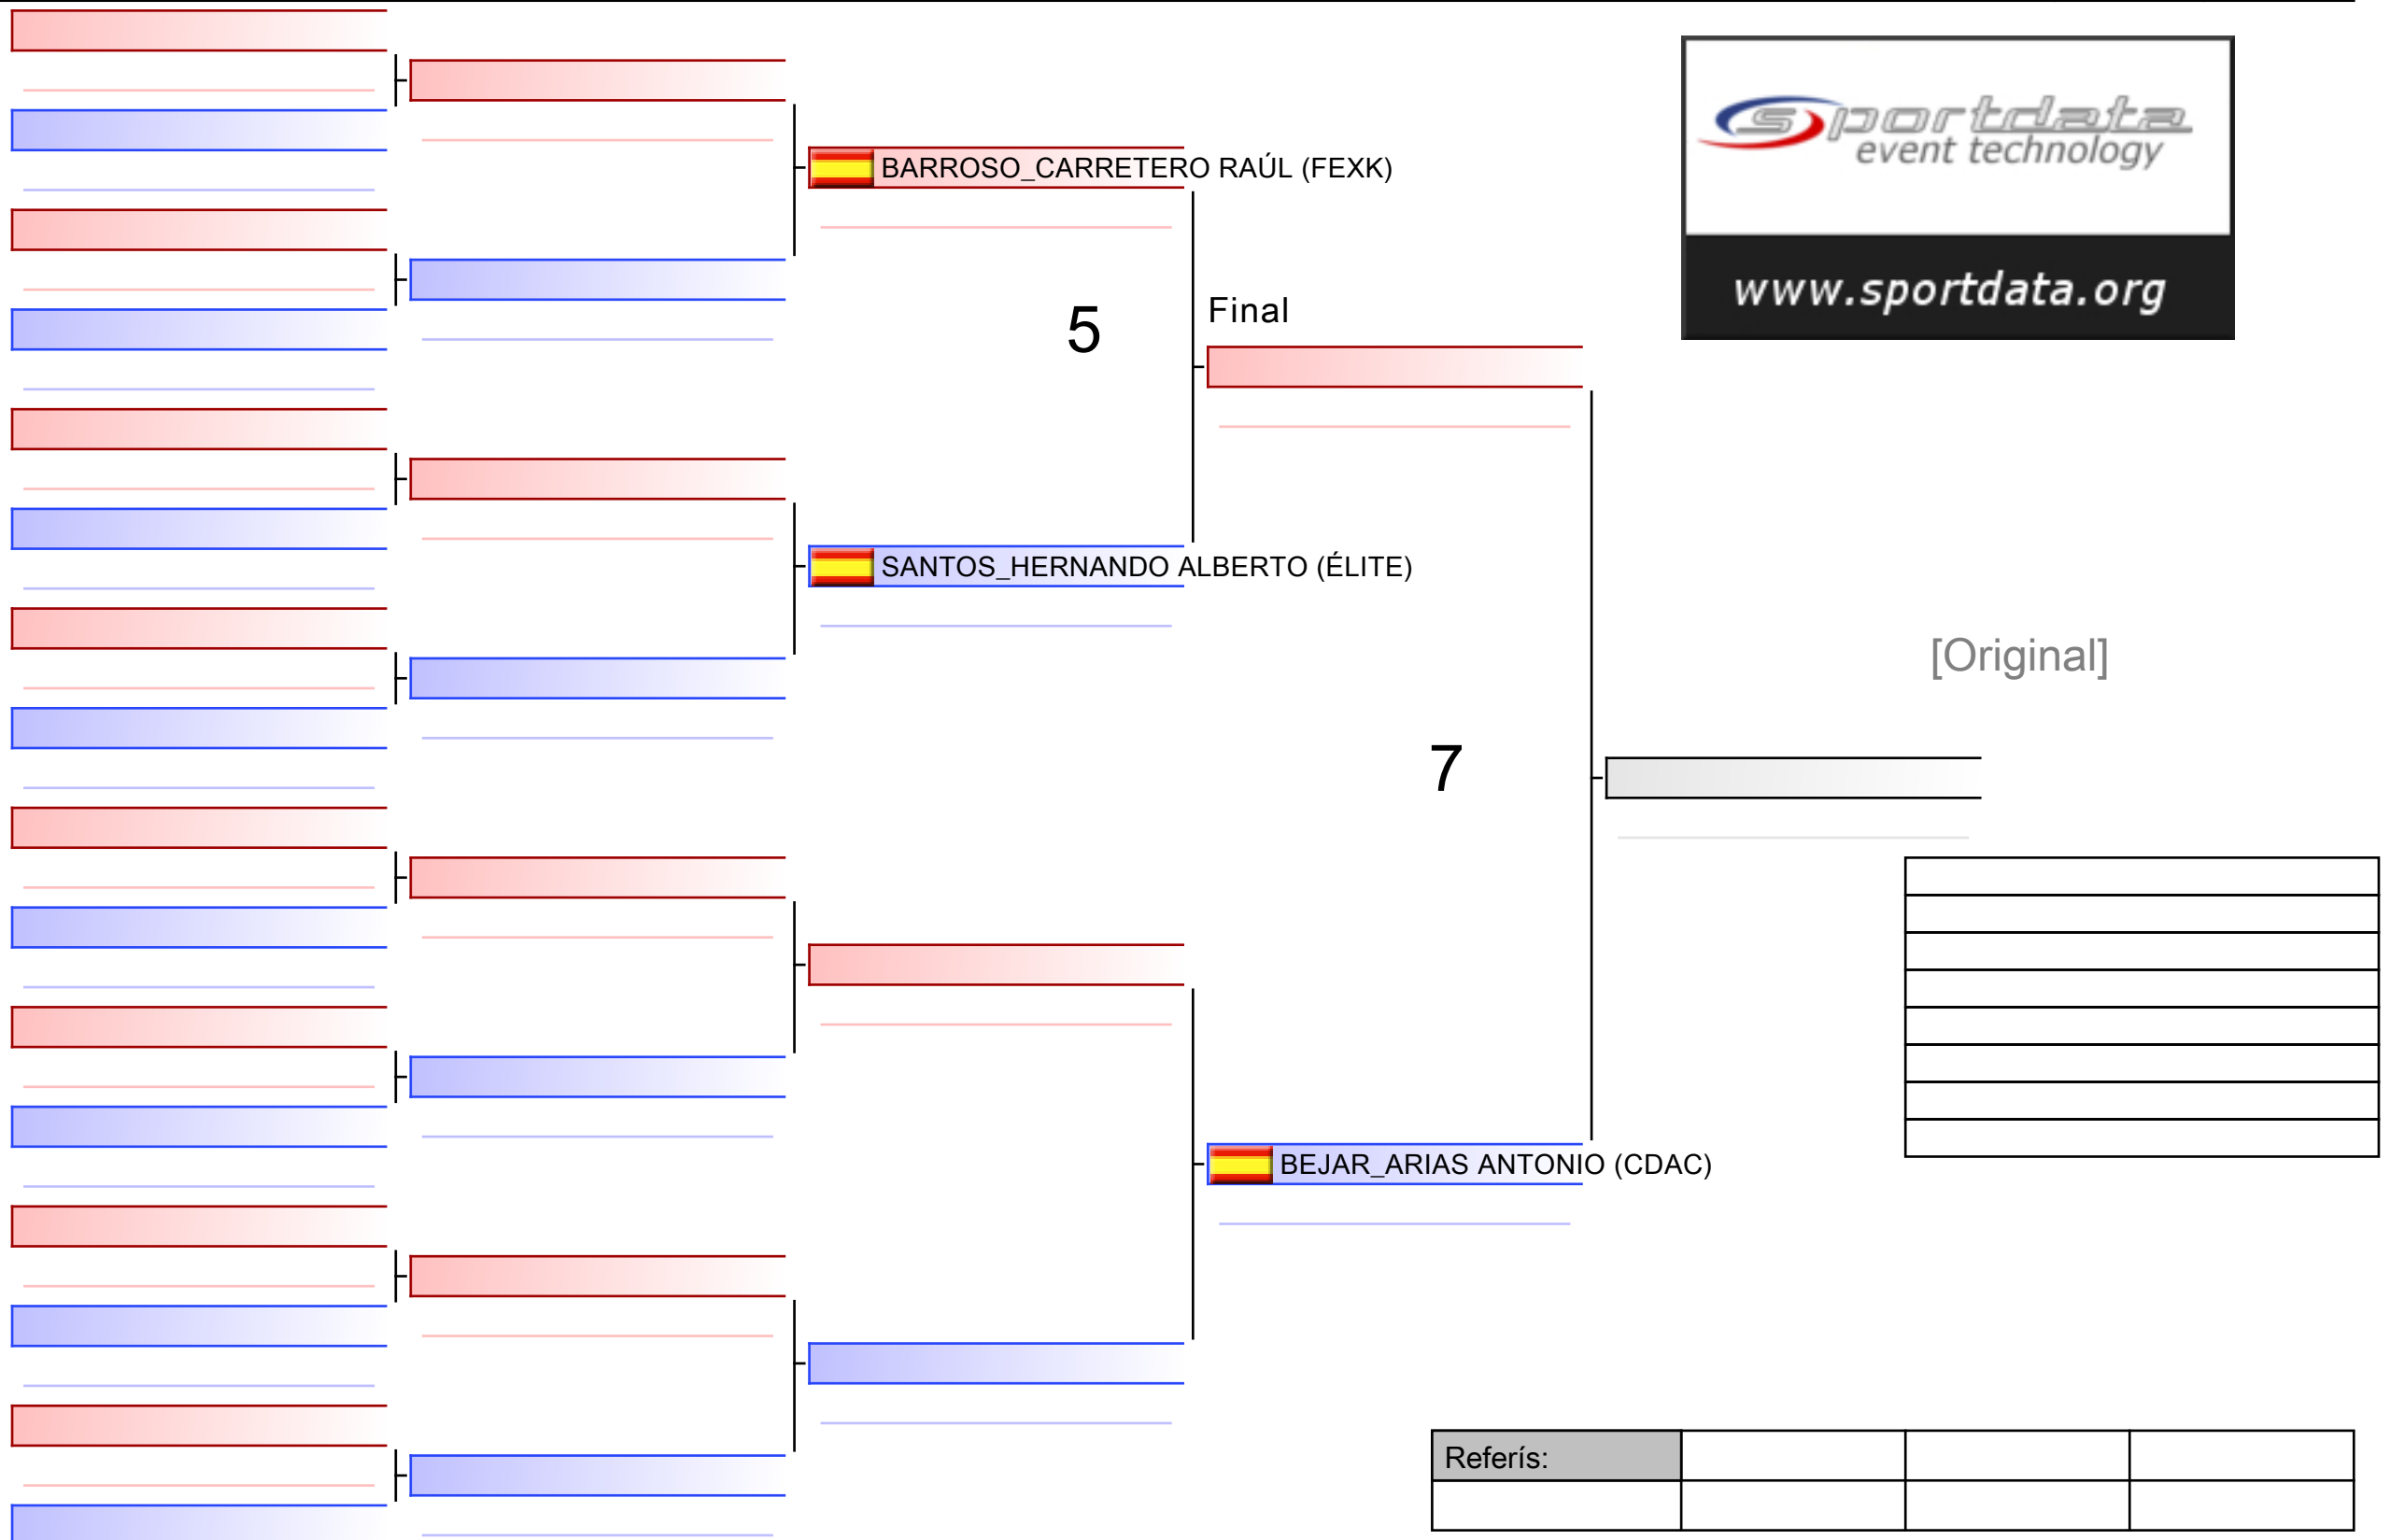 sportdata
event technology
www.sportdata.org
BARROSO_CARRETERO RAÚL (FEXK)
5
Final
SANTOS_HERNANDO ALBERTO (ÉLITE)
[Original]
7
BEJAR_ARIAS ANTONIO (CDAC)
Referís: